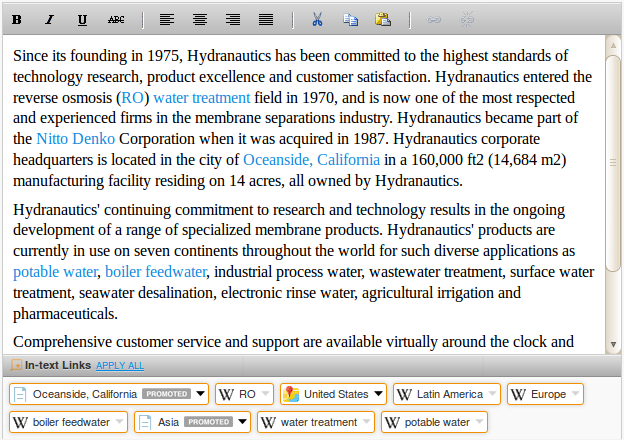 B I U ABC
Since its founding in 1975, Hydranautics has been committed to the highest standards of
technology research, product excellence and customer satisfaction. Hydranautics entered the
reverse osmosis (RO) water treatment field in 1970, and is now one of the most respected
and experienced firms in the membrane separations industry. Hydranautics became part of
the Nitto Denko Corporation when it was acquired in 1987. Hydranautics corporate
headquarters is located in the city of Oceanside, California in a 160,000 ft2 (14,684 m2)
manufacturing facility residing on 14 acres, all owned by Hydranautics.
Hydranautics' continuing commitment to research and technology results in the ongoing
development of a range of specialized membrane products. Hydranautics' products are
currently in use on seven continents throughout the world for such diverse applications as
potable water, boiler feedwater, industrial process water, wastewater treatment, surface water
treatment, seawater desalination, electronic rinse water, agricultural irrigation and
pharmaceuticals.
Comprehensive customer service and support are available virtually around the clock and
In-text Links APPLY ALL
Oceanside, California PROMOTED W RO United States W Latin America W Europe
W boiler feedwater Asia PROMOTED W water treatment W potable water